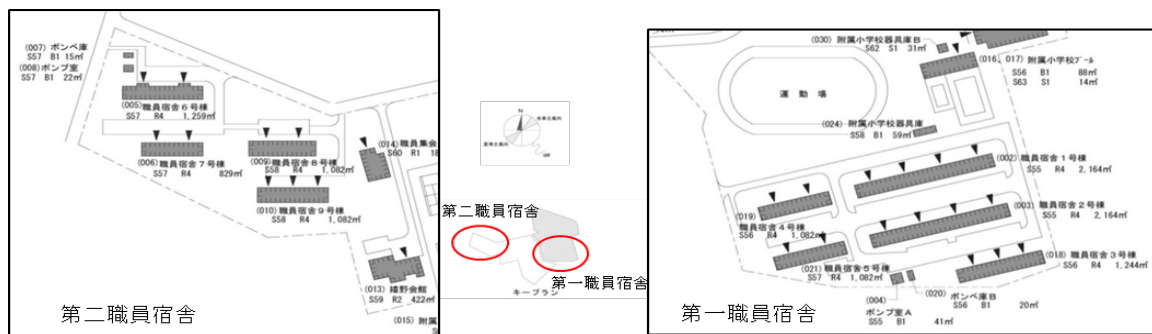 (007) ボンベ庫
S57 B1 15㎡
(008)ポンプ室
S57 B1 22㎡
(005)職員宿舎6号棟
S57 R4 1,259㎡
(006)職員宿舎7号棟
S57 R4 829㎡
(009)職員宿舎8号棟
S58 R4 1,082㎡
(010)職員宿舎9号棟
S58 R4 1,082㎡
(014)職員集会
S60 R1 18
(013)嬉野会館
S59 R2 422㎡
(015)附属
第二職員宿舎
N
第二職員宿舎
第一職員宿舎
キープラン
(030)附属小学校器具庫B
S62 S1 31㎡
(016,017)附属小学校プール
S56 B1 88㎡
S63 S1 14㎡
運動場
(024)附属小学校器具庫
S58 B1 59㎡
(002)職員宿舎1号棟
S55 R4 2,164㎡
(003)職員宿舎2号棟
S55 R4 2,164㎡
(019)
職員宿舎4号棟
S56 R4 1,082㎡
(021)職員宿舎5号棟
S57 R4 1,082㎡
(018)職員宿舎3号棟
S56 R4 1,244㎡
(020)
ボンベ庫B
S56 B1 20㎡
(004)
ポンプ室A
S55 B1 41㎡
第一職員宿舎